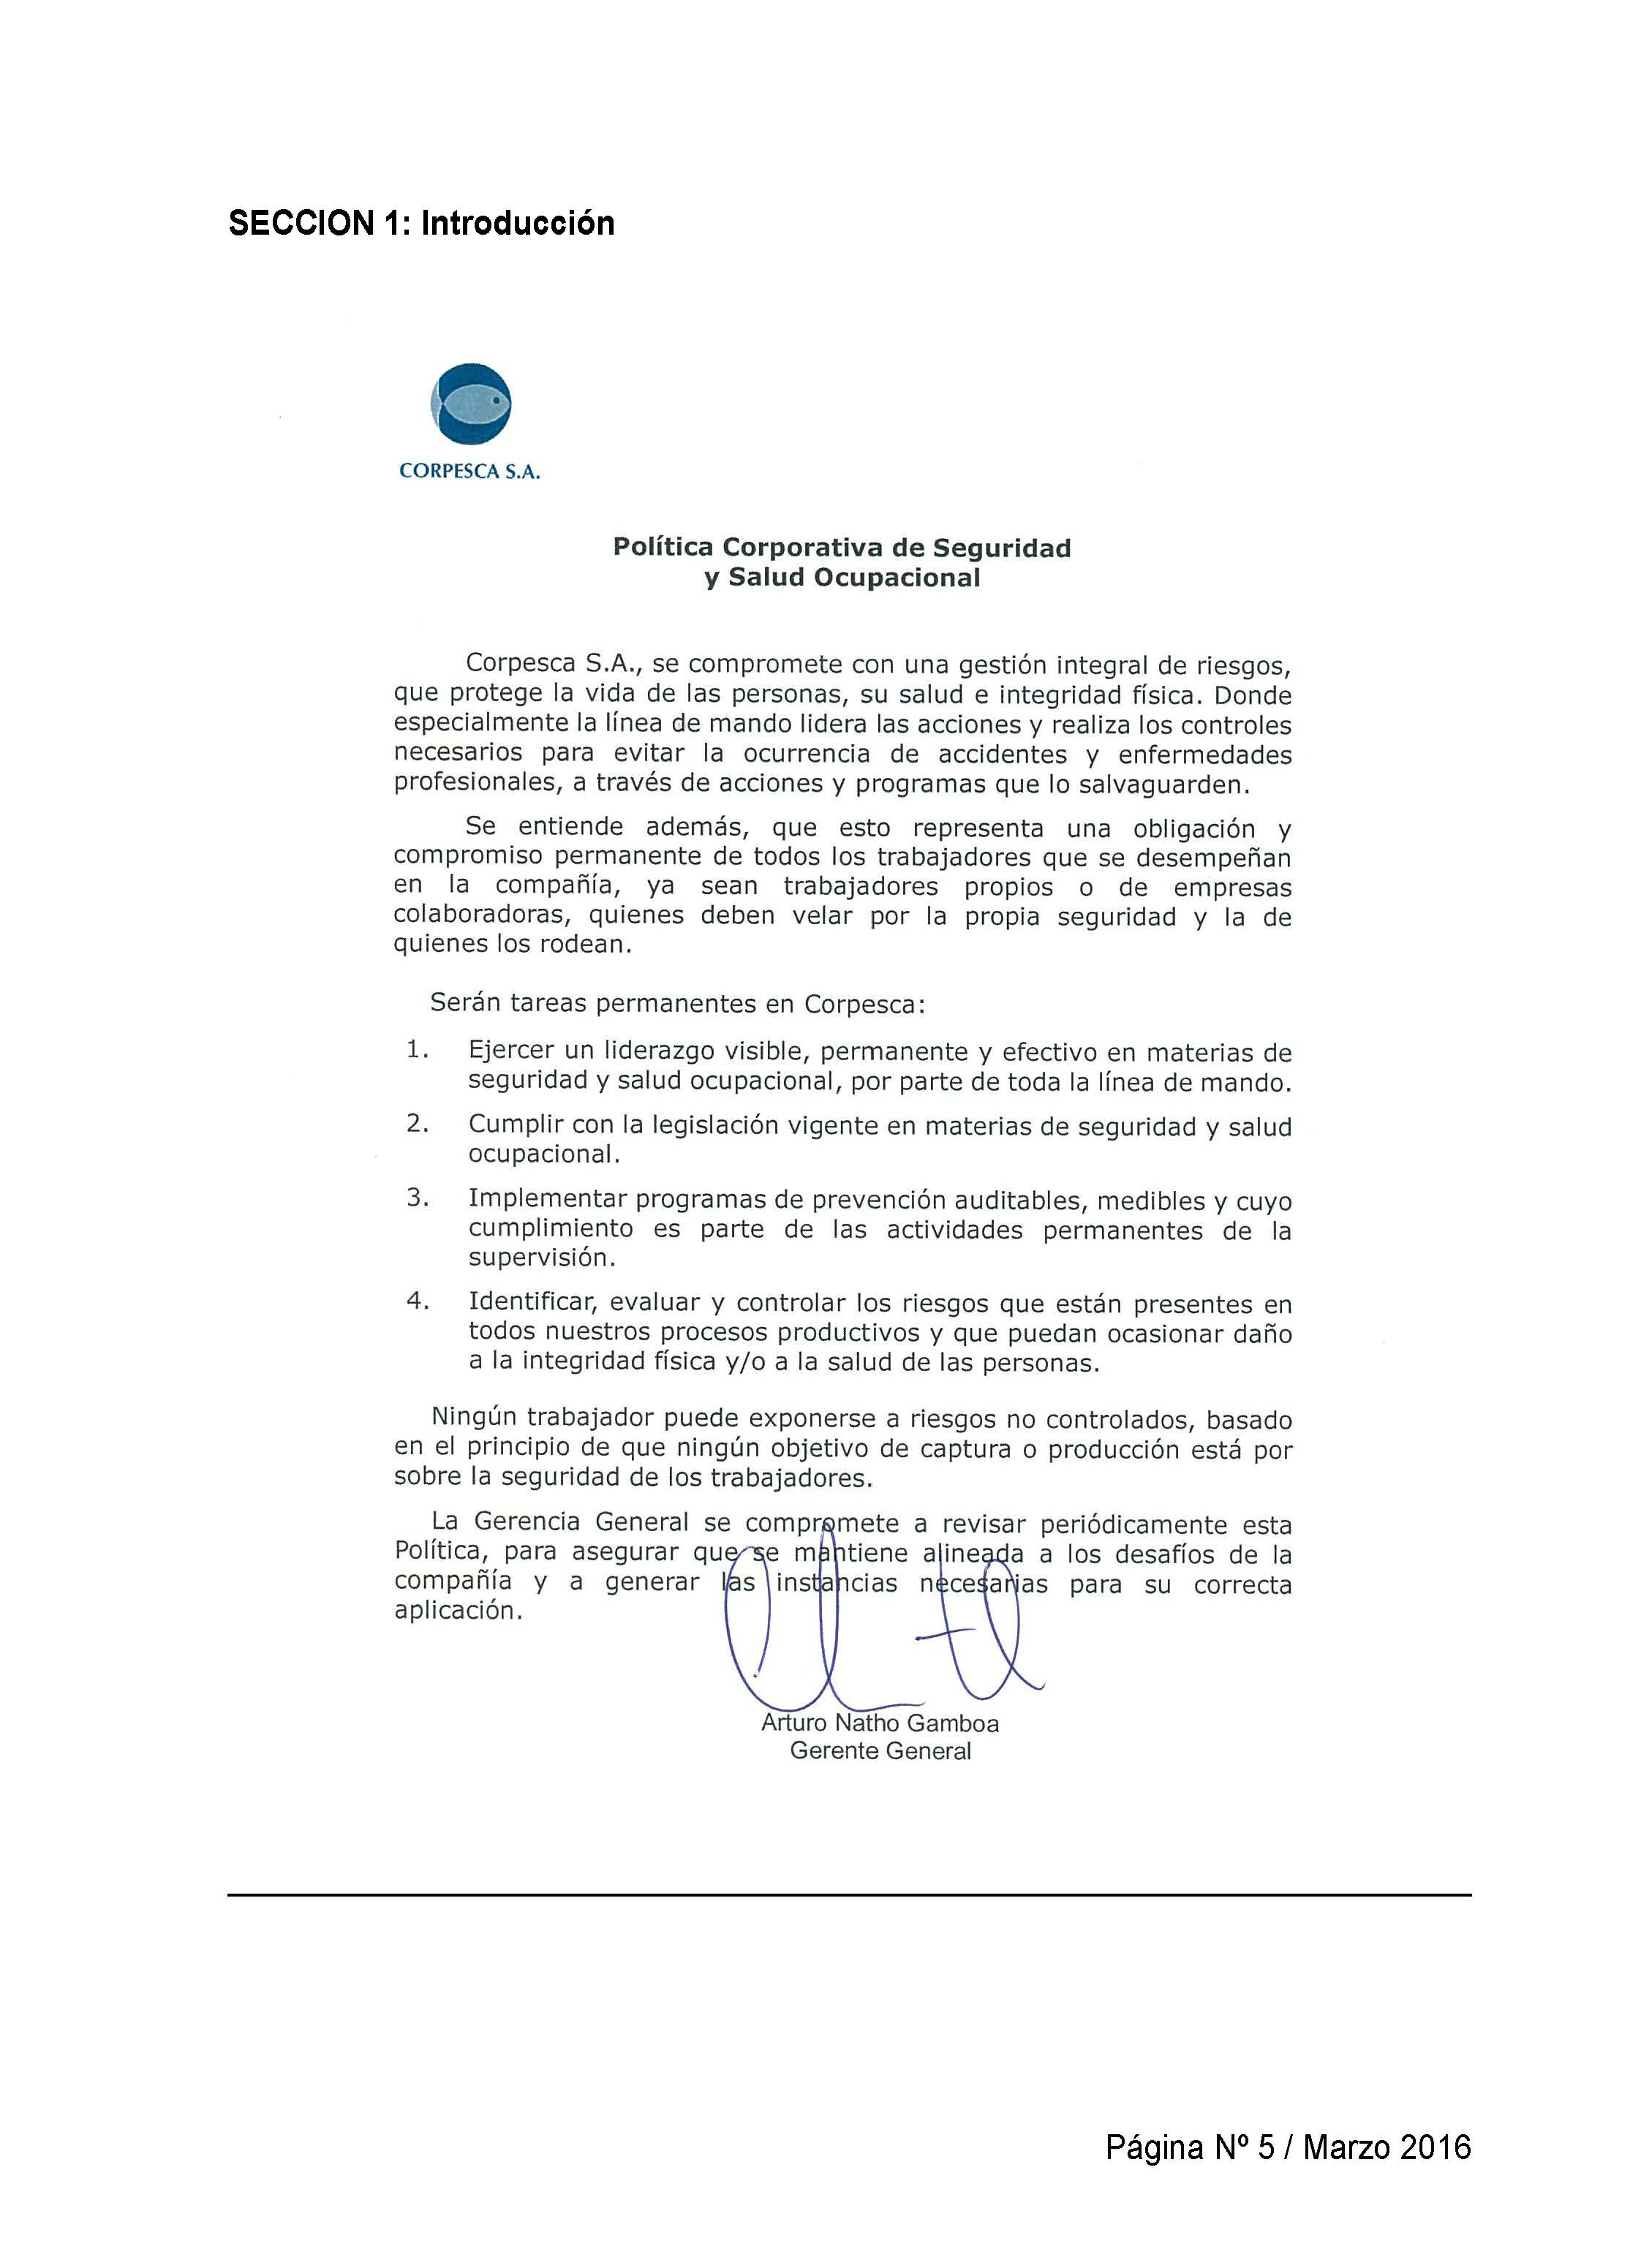 SECCION 1: Introducción
CORPESCA S.A.
Política Corporativa de Seguridad
y Salud Ocupacional
Corpesca S.A., se compromete con una gestión integral de riesgos,
que protege la vida de las personas, su salud e integridad física. Donde
especialmente la línea de mando lidera las acciones y realiza los controles
necesarios para evitar la ocurrencia de accidentes y enfermedades
profesionales, a través de acciones y programas que lo salvaguarden.
Se entiende además, que esto representa una obligación y
compromiso permanente de todos los trabajadores que se desempeñan
en la compañía, ya sean trabajadores propios o de empresas
colaboradoras, quienes deben velar por la propia seguridad y la de
quienes los rodean.
Serán tareas permanentes en Corpesca:
1. Ejercer un liderazgo visible, permanente y efectivo en materias de
seguridad y salud ocupacional, por parte de toda la línea de mando.
2. Cumplir con la legislación vigente en materias de seguridad y salud
ocupacional.
3. Implementar programas de prevención auditables, medibles y cuyo
cumplimiento es parte de las actividades permanentes de la
supervisión.
4. Identificar, evaluar y controlar los riesgos que están presentes en
todos nuestros procesos productivos y que puedan ocasionar daño
a la integridad física y/o a la salud de las personas.
Ningún trabajador puede exponerse a riesgos no controlados, basado
en el principio de que ningún objetivo de captura o producción está por
sobre la seguridad de los trabajadores.
La Gerencia General se compromete a revisar periódicamente esta
Política, para asegurar que se mantiene alineada a los desafíos de la
compañía y a generar las instancias necesarias para su correcta
aplicación.
Arturo Natho Gamboa
Gerente General
Página Nº 5 / Marzo 2016